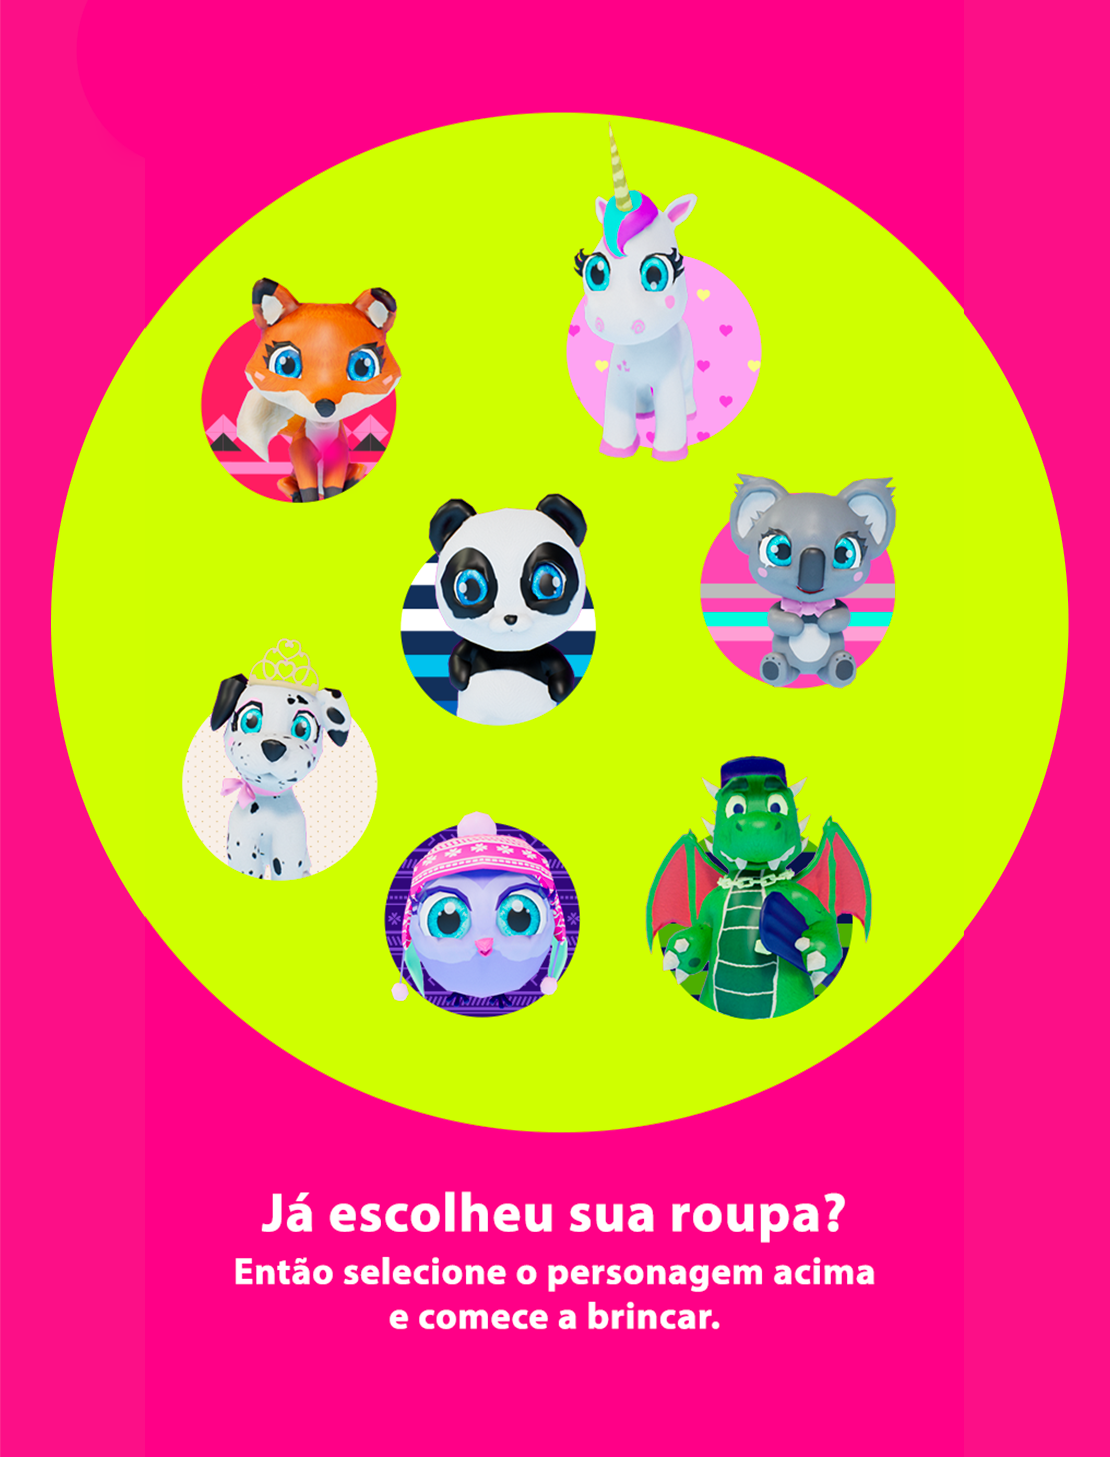 Já escolheu sua roupa?
Então selecione o personagem acima
e comece a brincar.